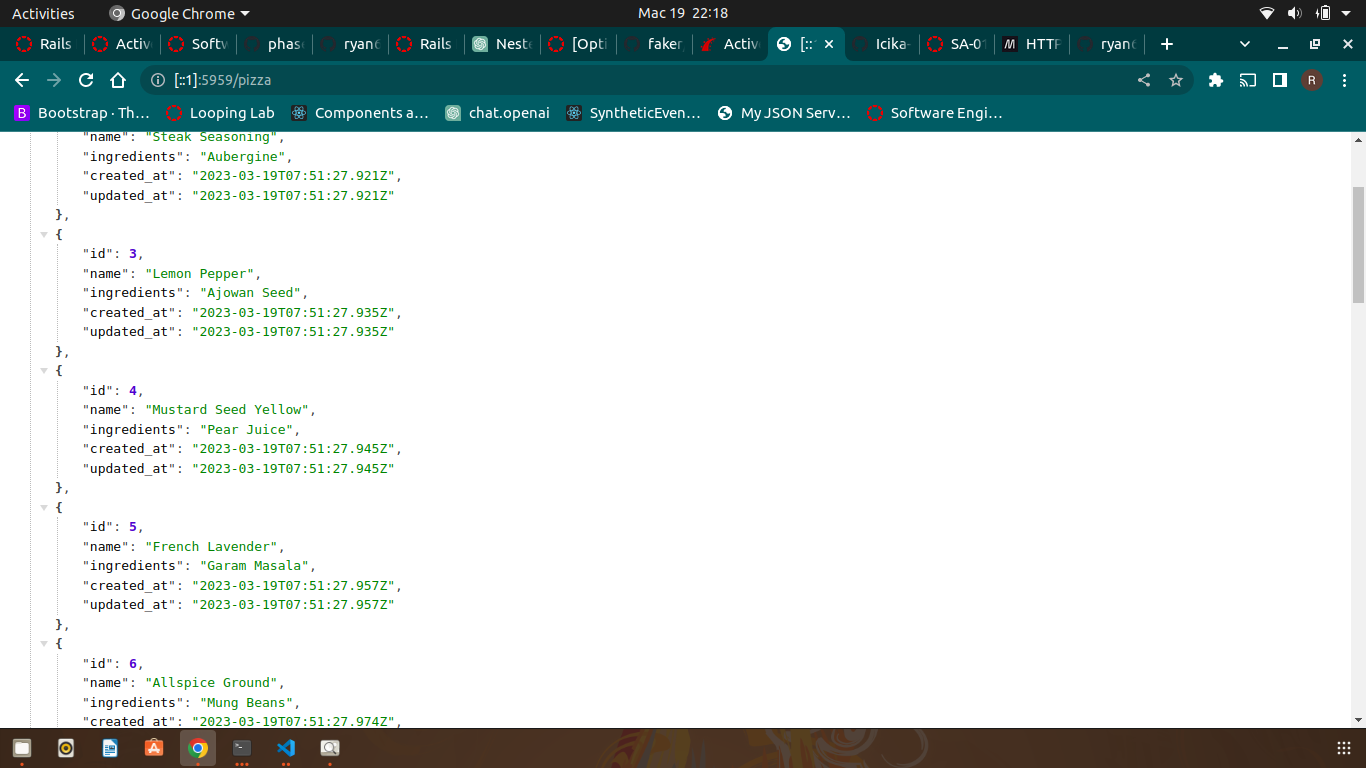 Activities
Google Chrome
Mac 19 22:18
Rails
Activ
Softw
phase
ryan6
Rails
Neste
[Opti
faker
Activ
[::
Icika-
SA-01
HTTP
ryan6
[::1]:5959/pizza
R
B Bootstrap · Th…
Looping Lab
Components a…
chat.openai
SyntheticEven…
My JSON Serv…
Software Engi…
"name": "Steak Seasoning",
"ingredients": "Aubergine",
"created_at": "2023-03-19T07:51:27.921Z",
"updated_at": "2023-03-19T07:51:27.921Z"
},
{
"id": 3,
"name": "Lemon Pepper",
"ingredients": "Ajowan Seed",
"created_at": "2023-03-19T07:51:27.935Z",
"updated_at": "2023-03-19T07:51:27.935Z"
},
{
"id": 4,
"name": "Mustard Seed Yellow",
"ingredients": "Pear Juice",
"created_at": "2023-03-19T07:51:27.945Z",
"updated_at": "2023-03-19T07:51:27.945Z"
},
{
"id": 5,
"name": "French Lavender",
"ingredients": "Garam Masala",
"created_at": "2023-03-19T07:51:27.957Z",
"updated_at": "2023-03-19T07:51:27.957Z"
},
{
"id": 6,
"name": "Allspice Ground",
"ingredients": "Mung Beans",
"created_at": "2023-03-19T07:51:27.974Z",